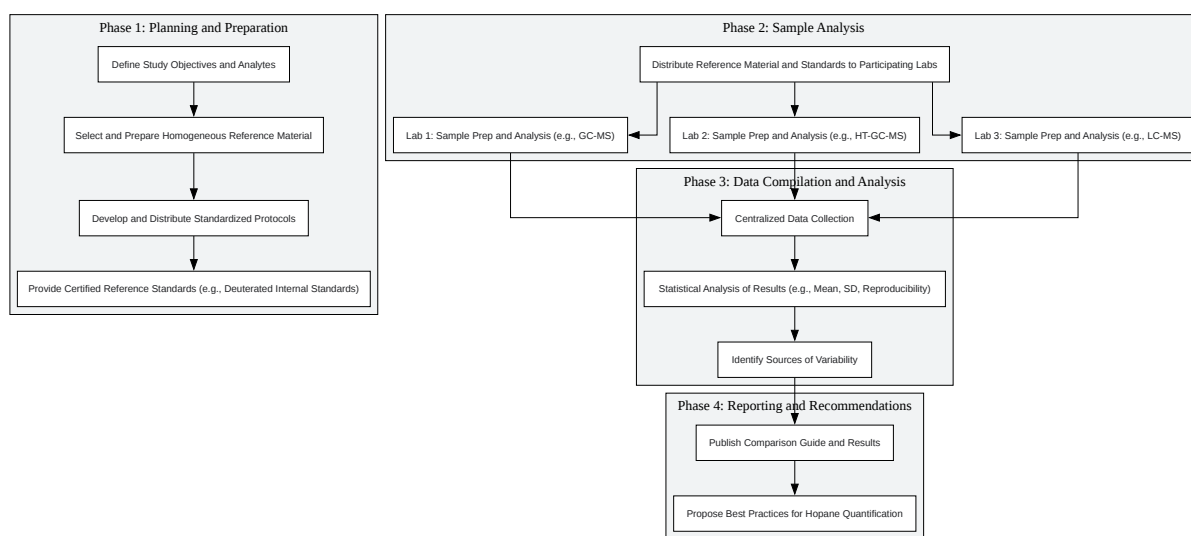 Phase 1: Planning and Preparation
Define Study Objectives and Analytes
Select and Prepare Homogeneous Reference Material
Develop and Distribute Standardized Protocols
Provide Certified Reference Standards (e.g., Deuterated Internal Standards)
Phase 2: Sample Analysis
Distribute Reference Material and Standards to Participating Labs
Lab 1: Sample Prep and Analysis (e.g., GC-MS)
Lab 2: Sample Prep and Analysis (e.g., HT-GC-MS)
Lab 3: Sample Prep and Analysis (e.g., LC-MS)
Phase 3: Data Compilation and Analysis
Centralized Data Collection
Statistical Analysis of Results (e.g., Mean, SD, Reproducibility)
Identify Sources of Variability
Phase 4: Reporting and Recommendations
Publish Comparison Guide and Results
Propose Best Practices for Hopane Quantification